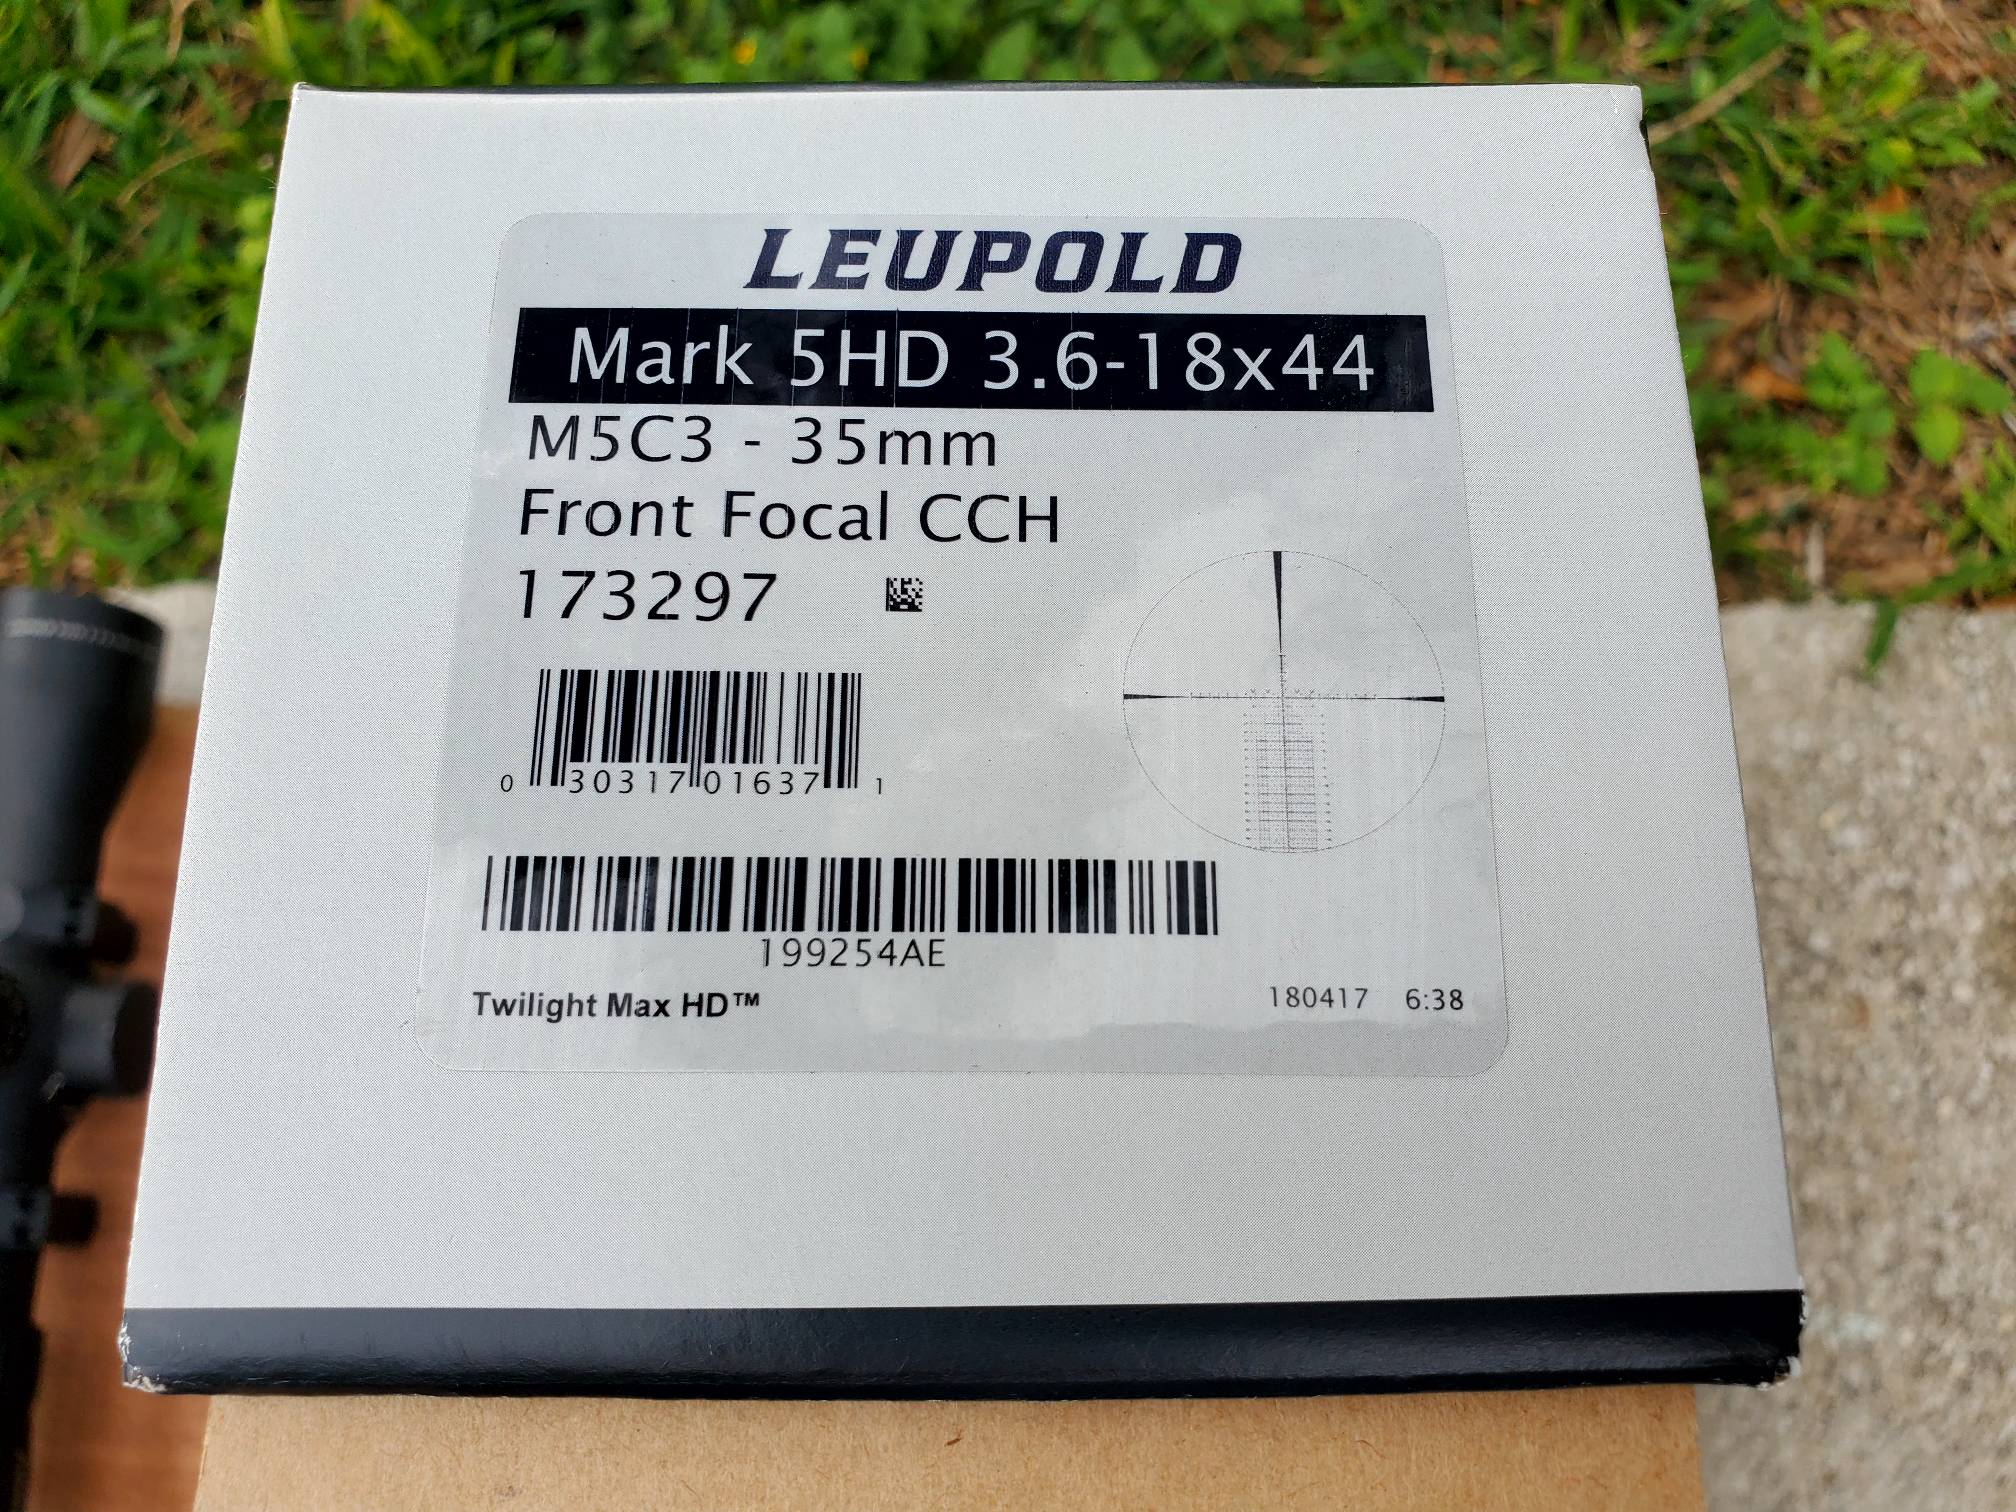 LEUPOLD
Mark 5HD 3.6-18x44
M5C3 - 35mm
Front Focal CCH
173297
0 30317 01637 1
199254AE
Twilight Max HD™
180417 6:38